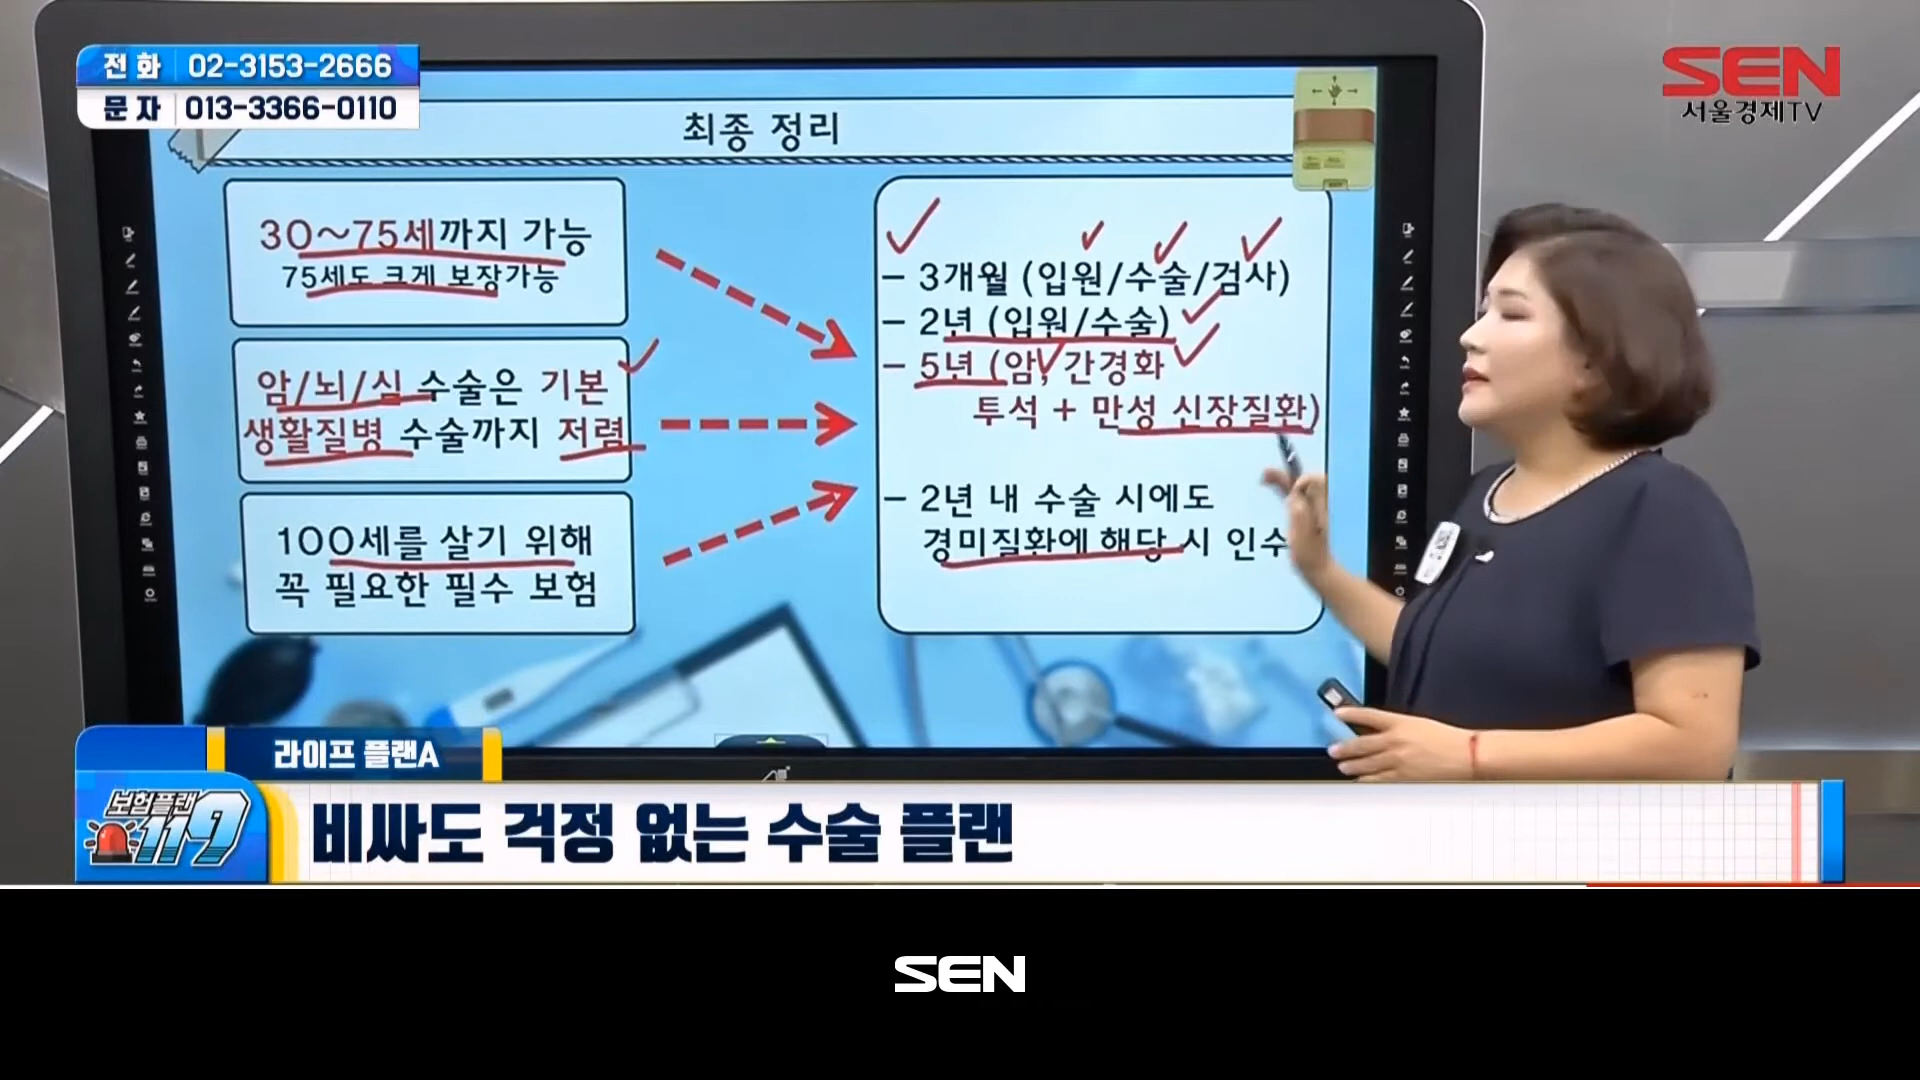 전화 02-3153-2666
문자 013-3366-0110
SEN
서울경제TV
최종 정리
30~75세까지 가능
75세도 크게 보장가능
암/뇌/심 수술은 기본
생활질병 수술까지 저렴
100세를 살기 위해
꼭 필요한 필수 보험
- 3개월 (입원/수술/검사)
- 2년 (입원/수술)
- 5년 (암, 간경화
투석 + 만성 신장질환)
- 2년 내 수술 시에도
경미질환에 해당 시 인수
라이프 플랜A
보험플랜
119
비싸도 걱정 없는 수술 플랜
SEN